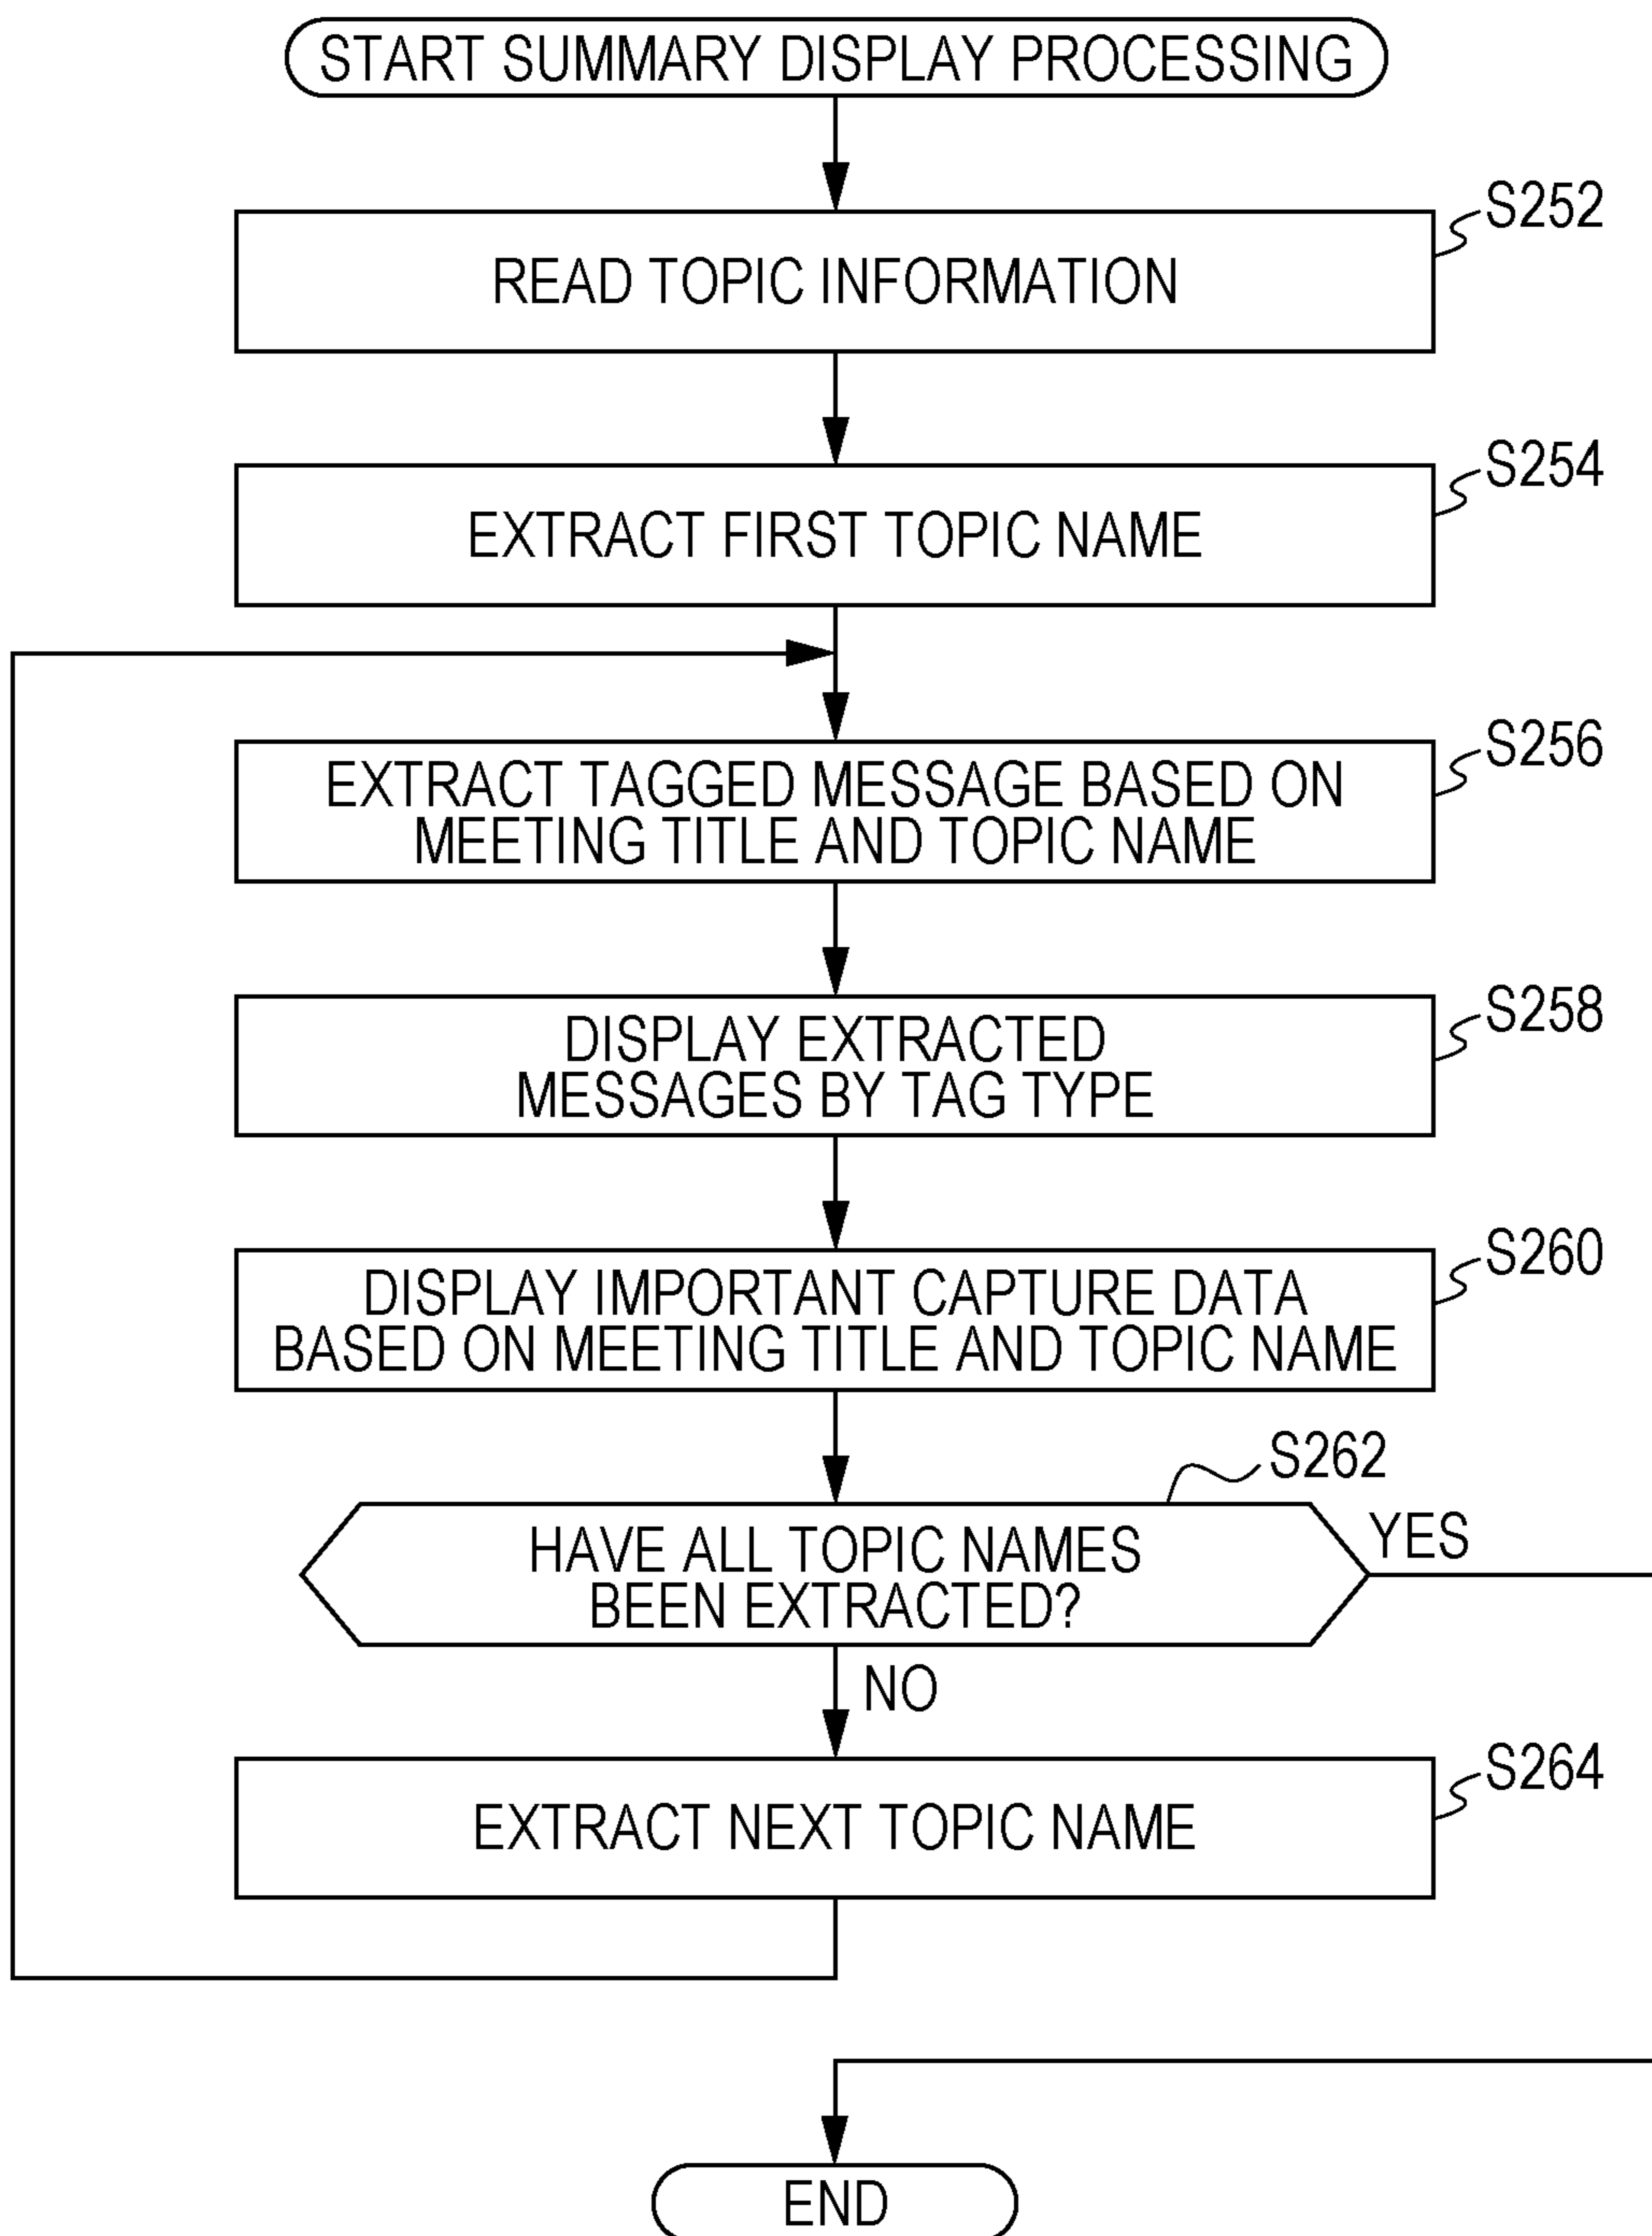 START SUMMARY DISPLAY PROCESSING
S252
READ TOPIC INFORMATION
S254
EXTRACT FIRST TOPIC NAME
S256
EXTRACT TAGGED MESSAGE BASED ON
MEETING TITLE AND TOPIC NAME
S258
DISPLAY EXTRACTED
MESSAGES BY TAG TYPE
S260
DISPLAY IMPORTANT CAPTURE DATA
BASED ON MEETING TITLE AND TOPIC NAME
S262
HAVE ALL TOPIC NAMES
BEEN EXTRACTED?
YES
NO
S264
EXTRACT NEXT TOPIC NAME
END